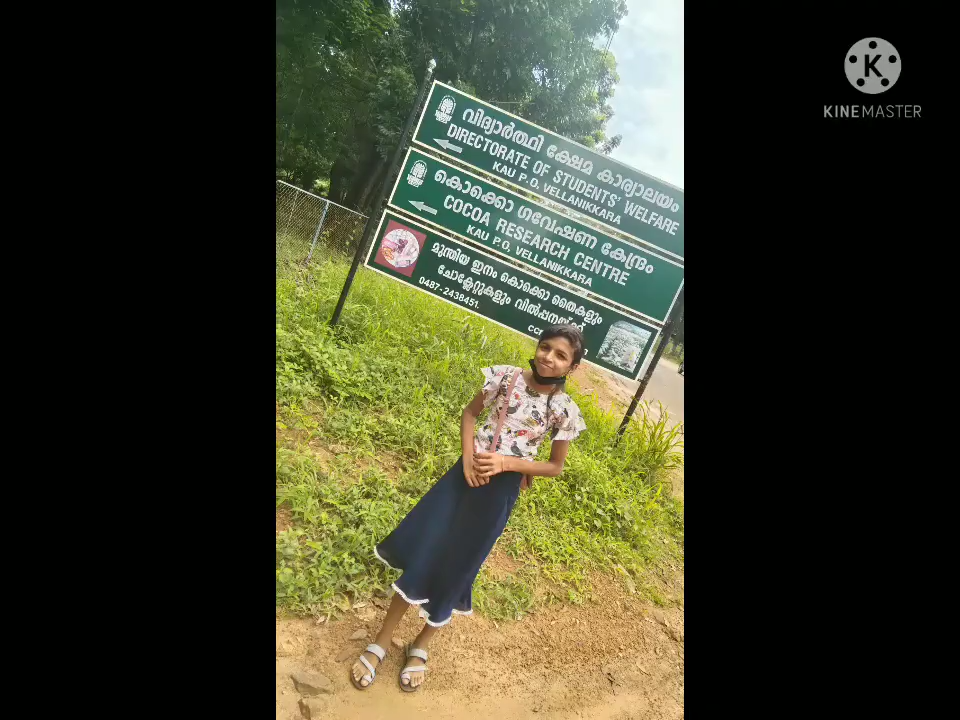 വിദ്യാർത്ഥി ക്ഷേമ കാര്യാലയം
DIRECTORATE OF STUDENTS' WELFARE
KAU P.O, VELLANIKKARA
കൊക്കൊ ഗവേഷണ കേന്ദ്രം
COCOA RESEARCH CENTRE
KAU P.O, VELLANIKKARA
മുന്തിയ ഇനം കൊക്കൊ തൈകളും
ചോക്ലേറ്റുകളും വിൽപ്പനയ്ക്ക്
0487-2438451
K
KINEMASTER